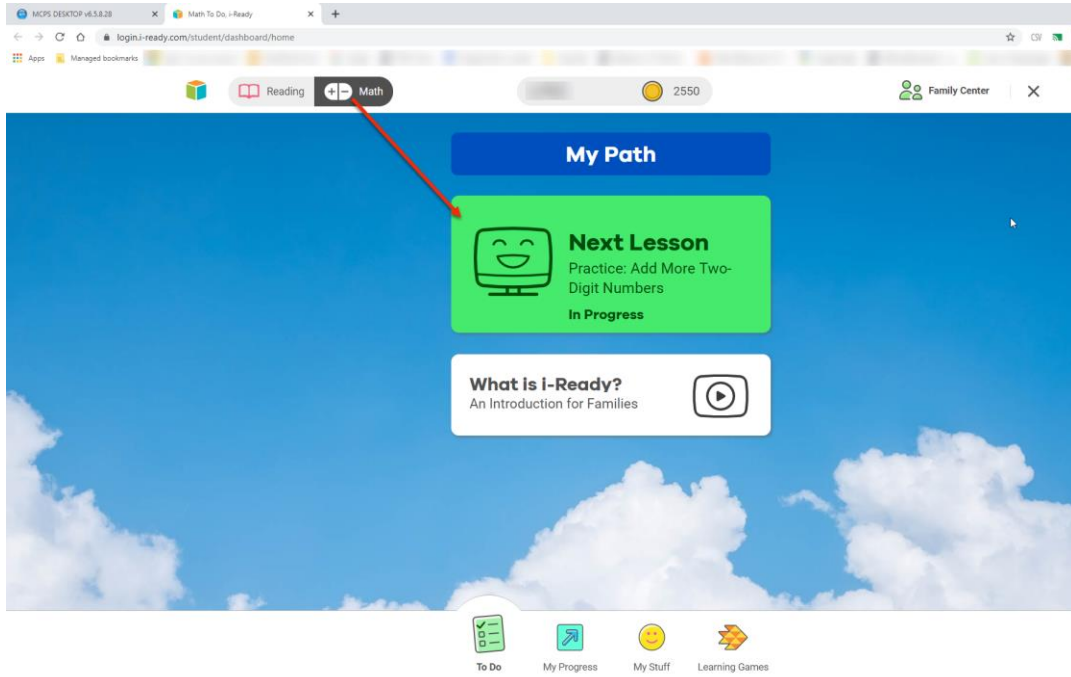 MCPS DESKTOP v6.5.8.28
Math To Do, i-Ready
login.i-ready.com/student/dashboard/home
Apps
Managed bookmarks
Reading
Math
2550
Family Center
My Path
Next Lesson
Practice: Add More Two-
Digit Numbers
In Progress
What is i-Ready?
An Introduction for Families
To Do
My Progress
My Stuff
Learning Games